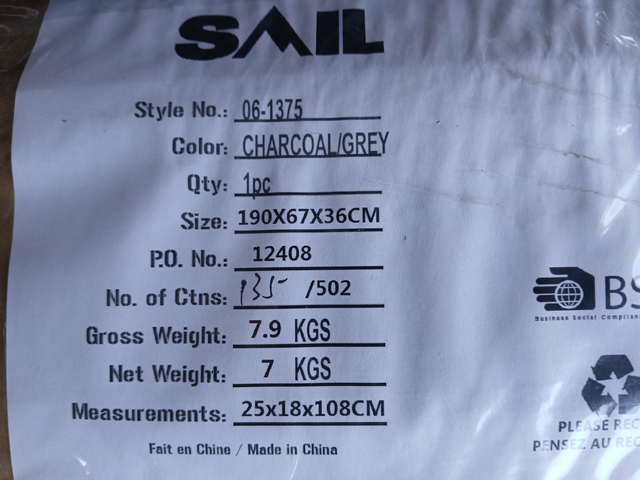 SAIL
Style No.: 06-1375
Color: CHARCOAL/GREY
Qty: 1pc
Size: 190X67X36CM
P.O. No.: 12408
No. of Ctns: 135 /502
Gross Weight: 7.9 KGS
Net Weight: 7 KGS
Measurements: 25x18x108CM
Fait en Chine / Made in China
BS
Business Social Complianc
PLEASE REC
PENSEZ AU REC